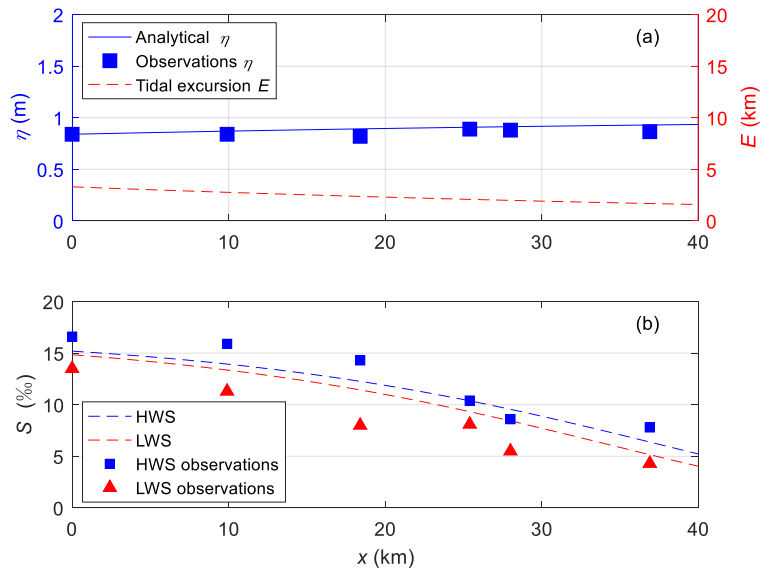 (a)
Analytical η
Observations η
Tidal excursion E
η (m)
2
1.5
1
0.5
0
E (km)
20
15
10
5
0
0 10 20 30 40
(b)
S (‰)
20
15
10
5
0
HWS
LWS
HWS observations
LWS observations
0 10 20 30 40
x (km)